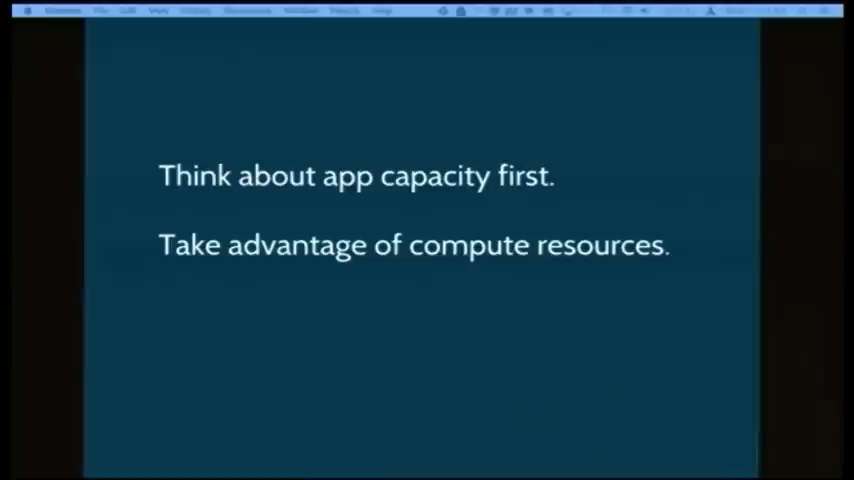 Think about app capacity first.
Take advantage of compute resources.